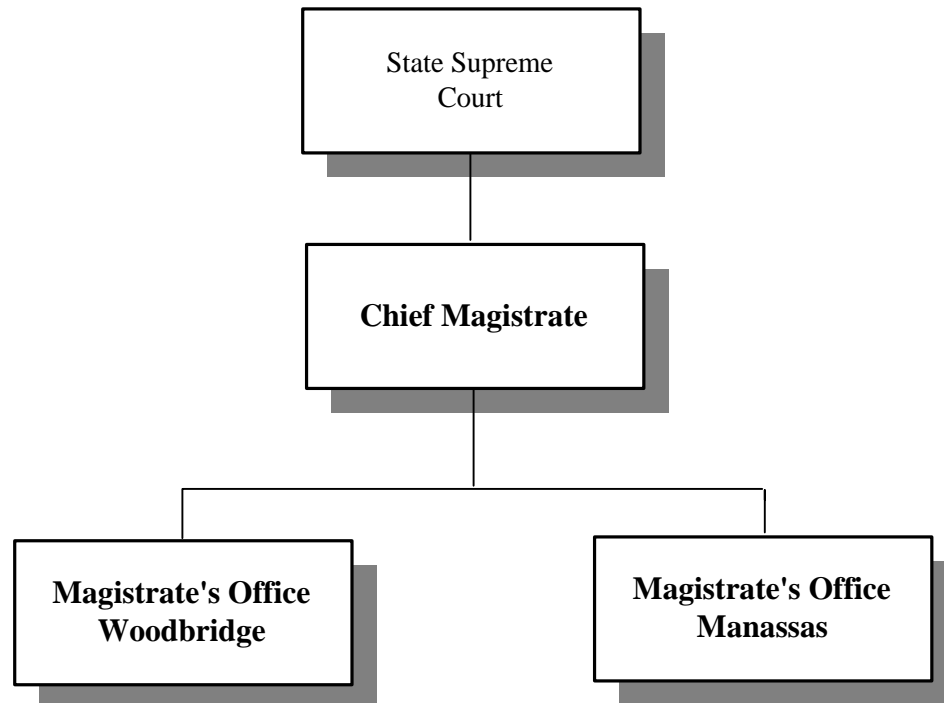 State Supreme
Court
Chief Magistrate
Magistrate's Office
Woodbridge
Magistrate's Office
Manassas